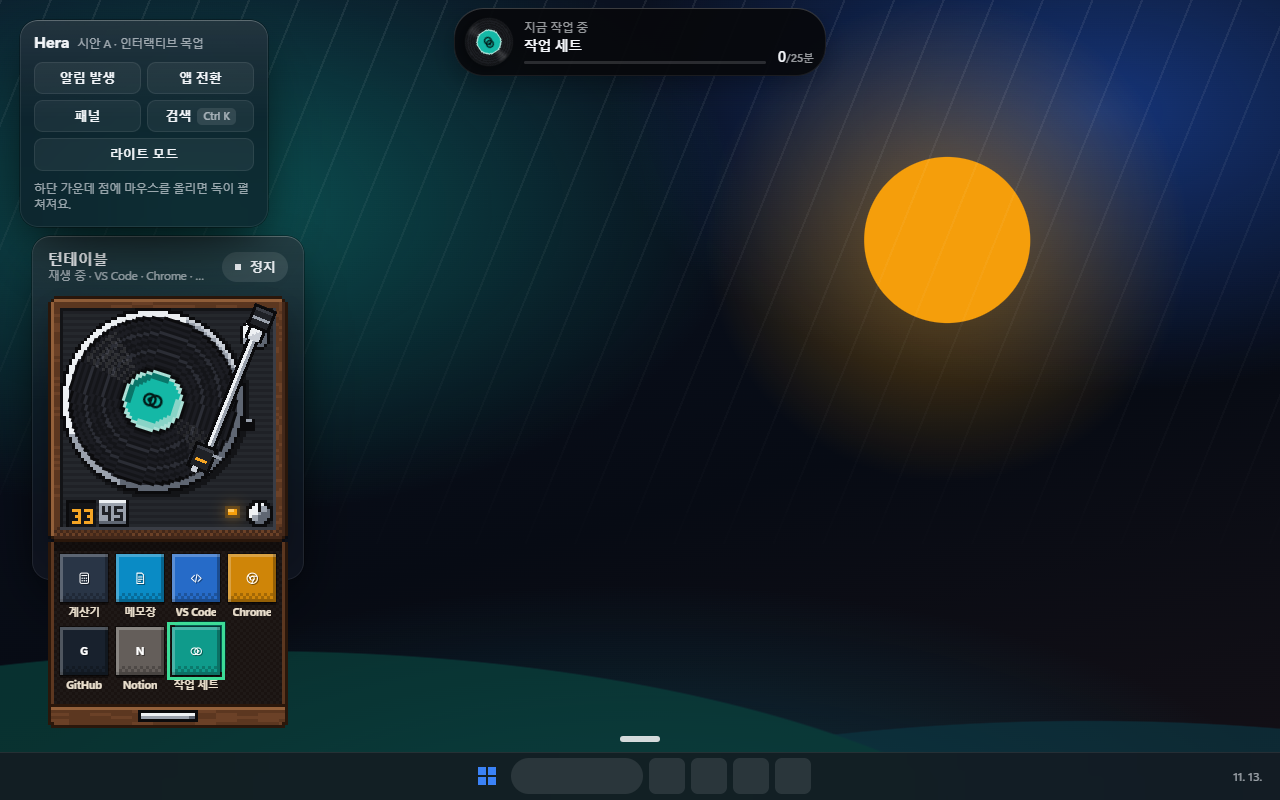 Hera 시안 A · 인터랙티브 목업
알림 발생
앱 전환
패널
검색 Ctrl K
라이트 모드
하단 가운데 점에 마우스를 올리면 독이 펼
쳐져요.
지금 작업 중
작업 세트
0/25분
턴테이블
재생 중 · VS Code · Chrome · ...
정지
33 45
계산기
메모장
VS Code
Chrome
G
N
GitHub
Notion
작업 세트
11. 13.